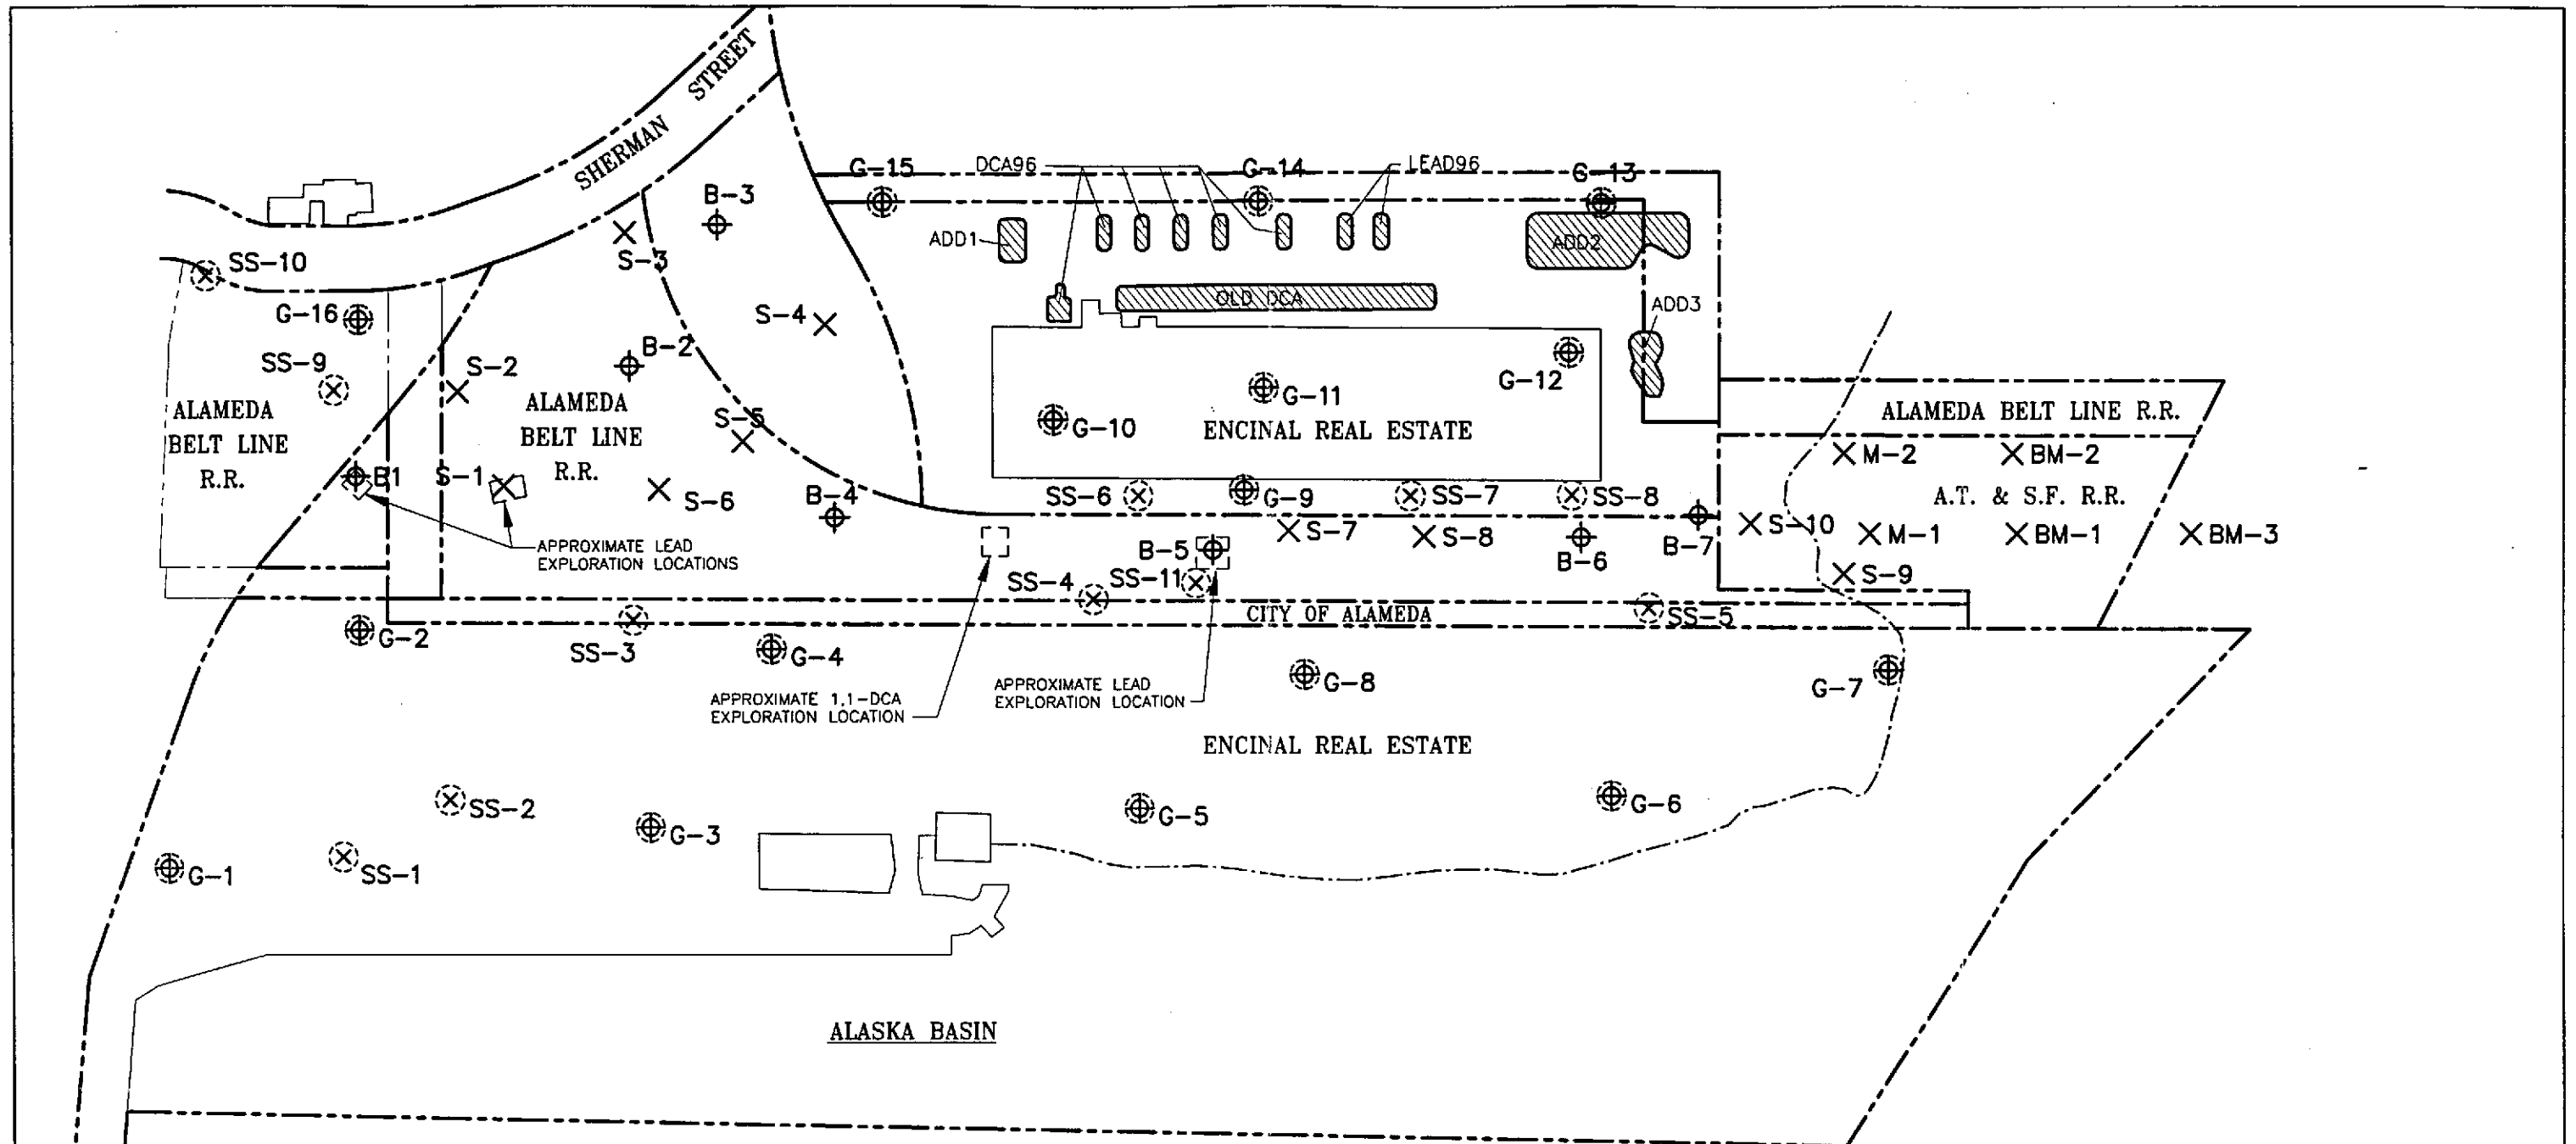 SHERMAN STREET
G-15
DCA96
G-14
LEAD96
G-13
B-3
ADD1
ADD2
S-3
SS-10
OLD DCA
ADD3
G-16
S-4
B-2
SS-9
S-2
G-12
G-11
ALAMEDA
BELT LINE
R.R.
ALAMEDA
BELT LINE
R.R.
S-5
G-10
ENCINAL REAL ESTATE
ALAMEDA BELT LINE R.R.
M-2
BM-2
B1
S-1
S-6
B-4
SS-6
G-9
SS-7
SS-8
A.T. & S.F. R.R.
S-7
S-8
B-6
B-7
S-10
M-1
BM-1
BM-3
APPROXIMATE LEAD
EXPLORATION LOCATIONS
B-5
SS-4
SS-11
S-9
CITY OF ALAMEDA
SS-5
G-2
SS-3
G-4
G-8
G-7
APPROXIMATE 1,1-DCA
EXPLORATION LOCATION
APPROXIMATE LEAD
EXPLORATION LOCATION
ENCINAL REAL ESTATE
SS-2
G-3
G-5
G-6
G-1
SS-1
ALASKA BASIN